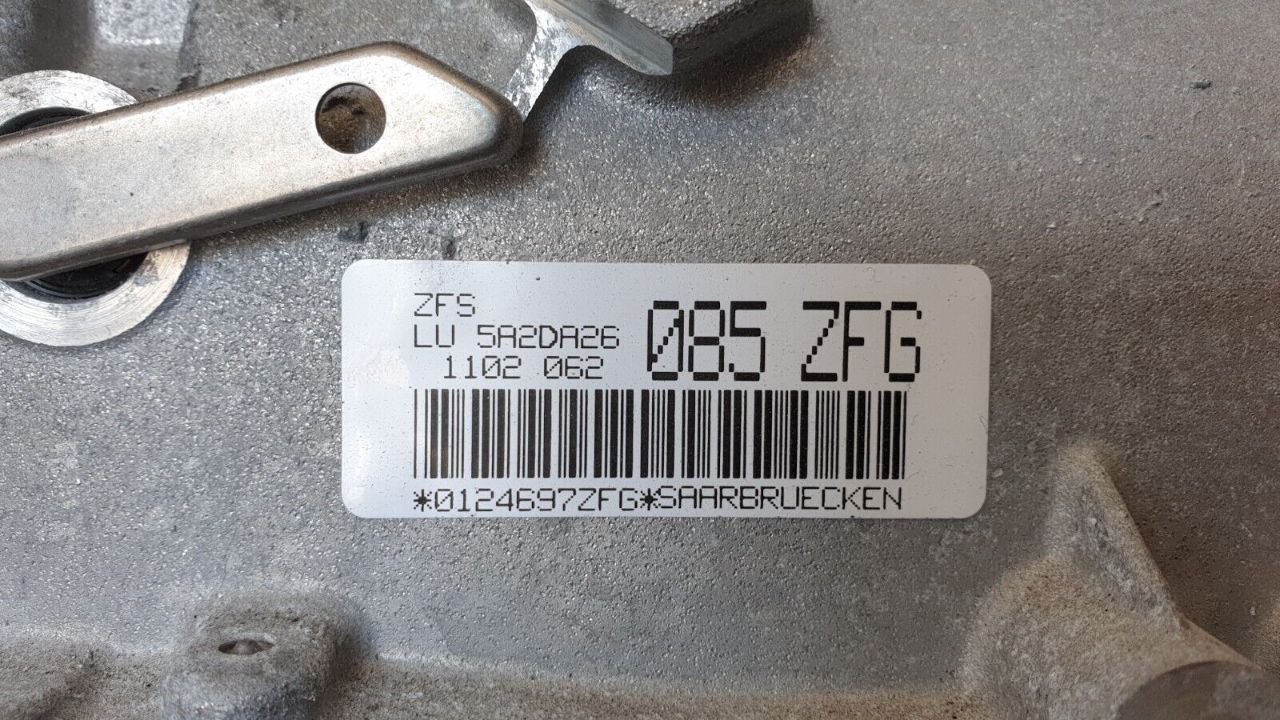 ZFS
LU 5A2DA26
1102 062
085 ZFG
*0124697ZFG*SAARBRUECKEN